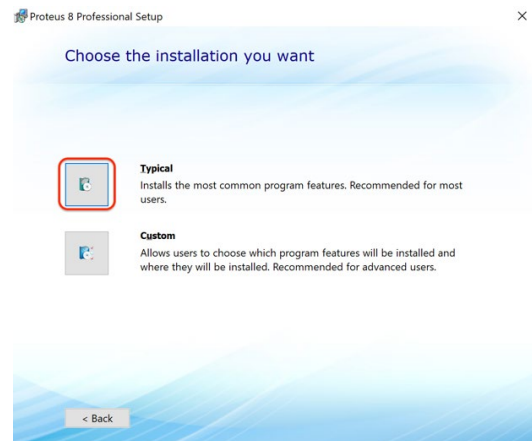 Proteus 8 Professional Setup
Choose the installation you want
Typical
Installs the most common program features. Recommended for most
users.
Custom
Allows users to choose which program features will be installed and
where they will be installed. Recommended for advanced users.
< Back